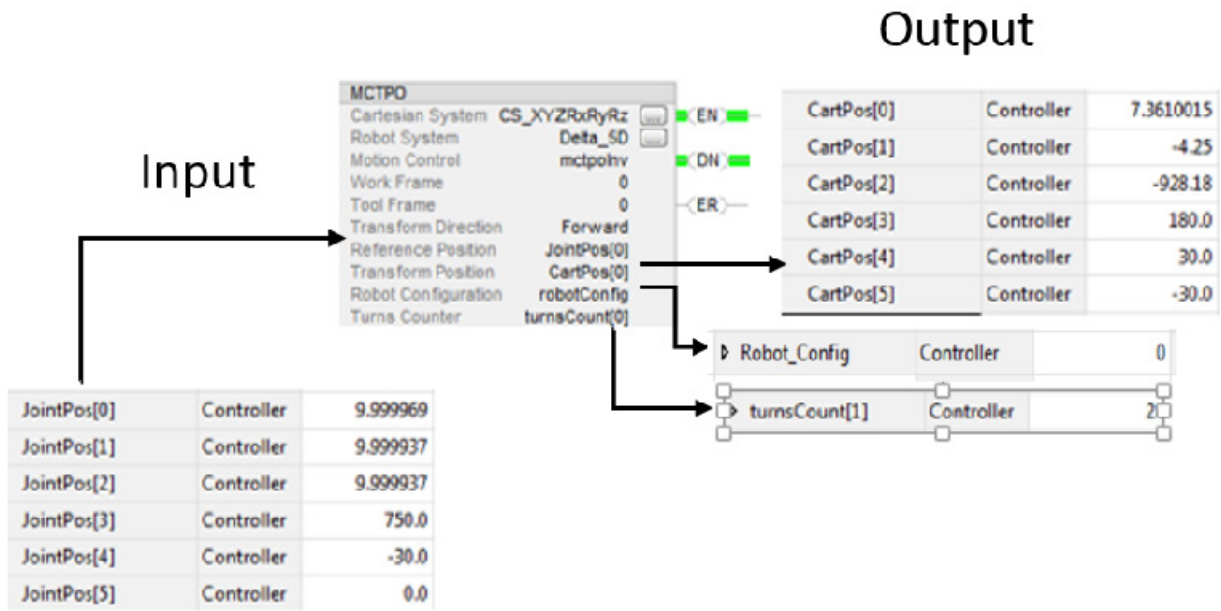 Output
Input
MCTPO
Cartesian System CS_XYZRxRyRz ... EN
Robot System Delta_5D ...
Motion Control mctpoInv DN
Work Frame 0
Tool Frame 0 ER
Transform Direction Forward
Reference Position JointPos[0]
Transform Position CartPos[0]
Robot Configuration robotConfig
Turns Counter turnsCount[0]
CartPos[0] Controller 7.3610015
CartPos[1] Controller -4.25
CartPos[2] Controller -928.18
CartPos[3] Controller 180.0
CartPos[4] Controller 30.0
CartPos[5] Controller -30.0
Robot_Config Controller 0
turnsCount[1] Controller 2
JointPos[0] Controller 9.999969
JointPos[1] Controller 9.999937
JointPos[2] Controller 9.999937
JointPos[3] Controller 750.0
JointPos[4] Controller -30.0
JointPos[5] Controller 0.0